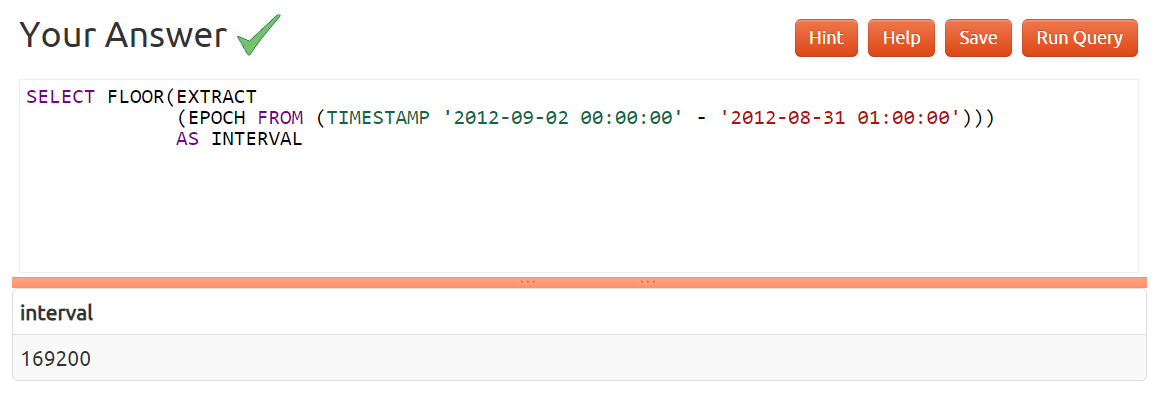 Your Answer
Hint Help Save Run Query
SELECT FLOOR(EXTRACT
(EPOCH FROM (TIMESTAMP '2012-09-02 00:00:00' - '2012-08-31 01:00:00')))
AS INTERVAL
interval
169200